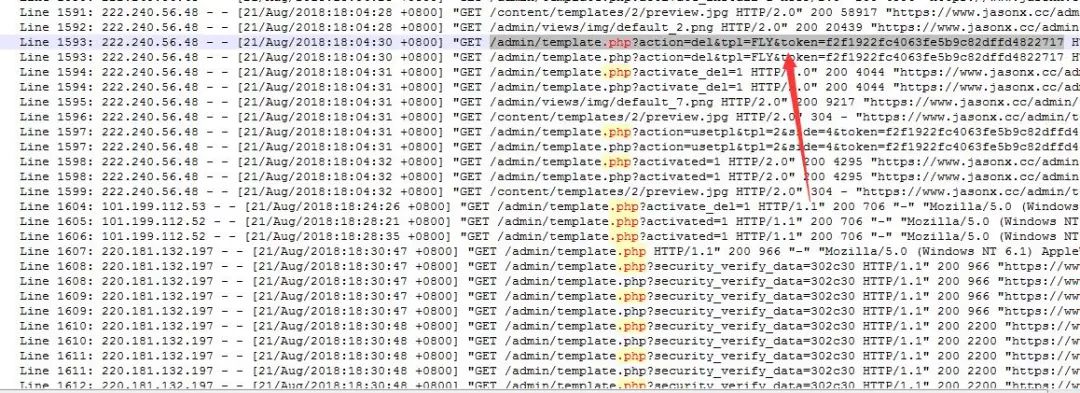 Line 1591: 222.240.56.48 - - [21/Aug/2018:18:04:28 +0800] "GET /content/templates/2/preview.jpg HTTP/2.0" 200 58917 "https://www.jasonx.cc/admin/
Line 1592: 222.240.56.48 - - [21/Aug/2018:18:04:28 +0800] "GET /admin/views/img/default_2.png HTTP/2.0" 200 20439 "https://www.jasonx.cc/admin/te
Line 1593: 222.240.56.48 - - [21/Aug/2018:18:04:30 +0800] "GET /admin/template.php?action=del&tpl=FLY&token=f2f1922fc4063fe5b9c82dffd4822717 H
Line 1593: 222.240.56.48 - - [21/Aug/2018:18:04:30 +0800] "GET /admin/template.php?action=del&tpl=FLY&token=f2f1922fc4063fe5b9c82dffd4822717 H
Line 1594: 222.240.56.48 - - [21/Aug/2018:18:04:30 +0800] "GET /admin/template.php?activate_del=1 HTTP/2.0" 200 4044 "https://www.jasonx.cc/adm
Line 1594: 222.240.56.48 - - [21/Aug/2018:18:04:30 +0800] "GET /admin/template.php?activate_del=1 HTTP/2.0" 200 4044 "https://www.jasonx.cc/adm
Line 1595: 222.240.56.48 - - [21/Aug/2018:18:04:31 +0800] "GET /admin/views/img/default_7.png HTTP/2.0" 200 9217 "https://www.jasonx.cc/admin/t
Line 1596: 222.240.56.48 - - [21/Aug/2018:18:04:31 +0800] "GET /content/templates/2/preview.jpg HTTP/2.0" 304 - "https://www.jasonx.cc/admin/te
Line 1597: 222.240.56.48 - - [21/Aug/2018:18:04:32 +0800] "GET /admin/template.php?action=usetpl&tpl=2&side=4&token=f2f1922fc4063fe5b9c82dffd4
Line 1597: 222.240.56.48 - - [21/Aug/2018:18:04:32 +0800] "GET /admin/template.php?action=usetpl&tpl=2&side=4&token=f2f1922fc4063fe5b9c82dffd4
Line 1598: 222.240.56.48 - - [21/Aug/2018:18:04:32 +0800] "GET /admin/template.php?activated=1 HTTP/2.0" 200 4295 "https://www.jasonx.cc/admin/
Line 1598: 222.240.56.48 - - [21/Aug/2018:18:04:32 +0800] "GET /admin/template.php?activated=1 HTTP/2.0" 200 4295 "https://www.jasonx.cc/admin/
Line 1599: 222.240.56.48 - - [21/Aug/2018:18:04:32 +0800] "GET /content/templates/2/preview.jpg HTTP/2.0" 304 - "https://www.jasonx.cc/admin/te
Line 1604: 101.199.112.53 - - [21/Aug/2018:18:24:26 +0800] "GET /admin/template.php?activate_del=1 HTTP/1.1" 200 706 "-" "Mozilla/5.0 (Windows
Line 1605: 101.199.112.52 - - [21/Aug/2018:18:28:21 +0800] "GET /admin/template.php?activated=1 HTTP/1.1" 200 706 "-" "Mozilla/5.0 (Windows NT
Line 1606: 101.199.112.52 - - [21/Aug/2018:18:28:35 +0800] "GET /admin/template.php?activated=1 HTTP/1.1" 200 706 "-" "Mozilla/5.0 (Windows NT
Line 1607: 220.181.132.197 - - [21/Aug/2018:18:30:47 +0800] "GET /admin/template.php HTTP/1.1" 200 966 "-" "Mozilla/5.0 (Windows NT 6.1) Apple
Line 1608: 220.181.132.197 - - [21/Aug/2018:18:30:47 +0800] "GET /admin/template.php?security_verify_data=302c30 HTTP/1.1" 200 966 "https://www
Line 1608: 220.181.132.197 - - [21/Aug/2018:18:30:47 +0800] "GET /admin/template.php?security_verify_data=302c30 HTTP/1.1" 200 966 "https://www
Line 1609: 220.181.132.197 - - [21/Aug/2018:18:30:47 +0800] "GET /admin/template.php?security_verify_data=302c30 HTTP/1.1" 200 966 "https://www
Line 1609: 220.181.132.197 - - [21/Aug/2018:18:30:47 +0800] "GET /admin/template.php?security_verify_data=302c30 HTTP/1.1" 200 966 "https://www
Line 1610: 220.181.132.197 - - [21/Aug/2018:18:30:48 +0800] "GET /admin/template.php?security_verify_data=302c30 HTTP/1.1" 200 2200 "https://ww
Line 1610: 220.181.132.197 - - [21/Aug/2018:18:30:48 +0800] "GET /admin/template.php?security_verify_data=302c30 HTTP/1.1" 200 2200 "https://ww
Line 1611: 220.181.132.197 - - [21/Aug/2018:18:30:48 +0800] "GET /admin/template.php?security_verify_data=302c30 HTTP/1.1" 200 2200 "https://ww
Line 1611: 220.181.132.197 - - [21/Aug/2018:18:30:48 +0800] "GET /admin/template.php?security_verify_data=302c30 HTTP/1.1" 200 2200 "https://ww
Line 1612: 220.181.132.197 - - [21/Aug/2018:18:30:48 +0800] "GET /admin/template.php?security_verify_data=302c30 HTTP/1.1" 200 2200 "https://ww